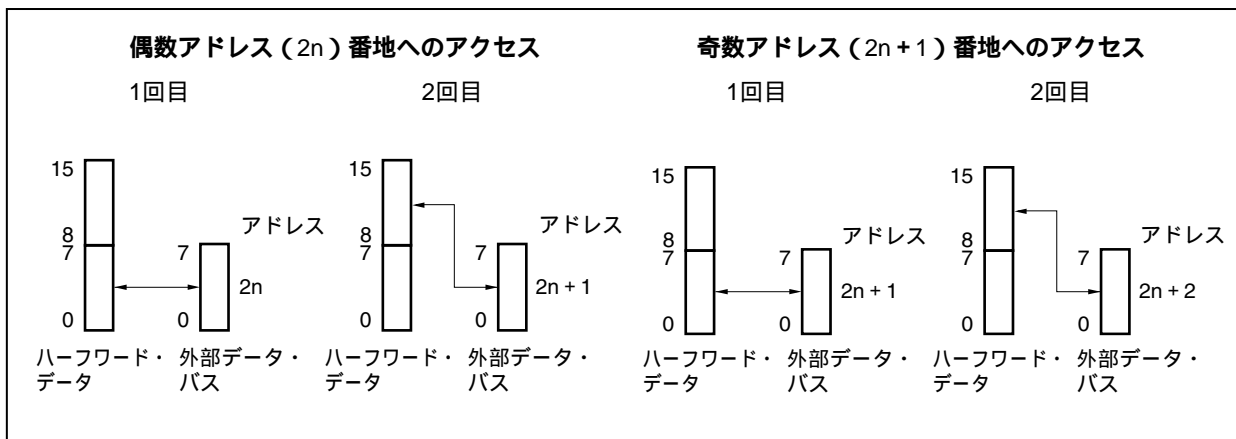 偶数アドレス（2n）番地へのアクセス
1回目
2回目
15
8
7
0
7
0
アドレス
2n
ハーフワード・
データ
外部データ・
バス
15
8
7
0
7
0
アドレス
2n + 1
ハーフワード・
データ
外部データ・
バス
奇数アドレス（2n + 1）番地へのアクセス
1回目
2回目
15
8
7
0
7
0
アドレス
2n + 1
ハーフワード・
データ
外部データ・
バス
15
8
7
0
7
0
アドレス
2n + 2
ハーフワード・
データ
外部データ・
バス